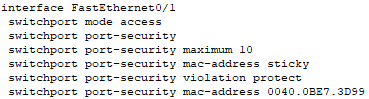 interface FastEthernet0/1
switchport mode access
switchport port-security
switchport port-security maximum 10
switchport port-security mac-address sticky
switchport port-security violation protect
switchport port-security mac-address 0040.0BE7.3D99